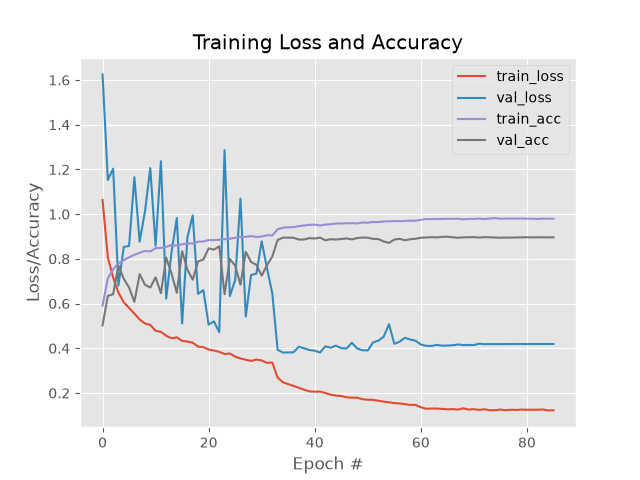 Training Loss and Accuracy
train_loss
val_loss
train_acc
val_acc
Loss/Accuracy
1.6
1.4
1.2
1.0
0.8
0.6
0.4
0.2
0 20 40 60 80
Epoch #